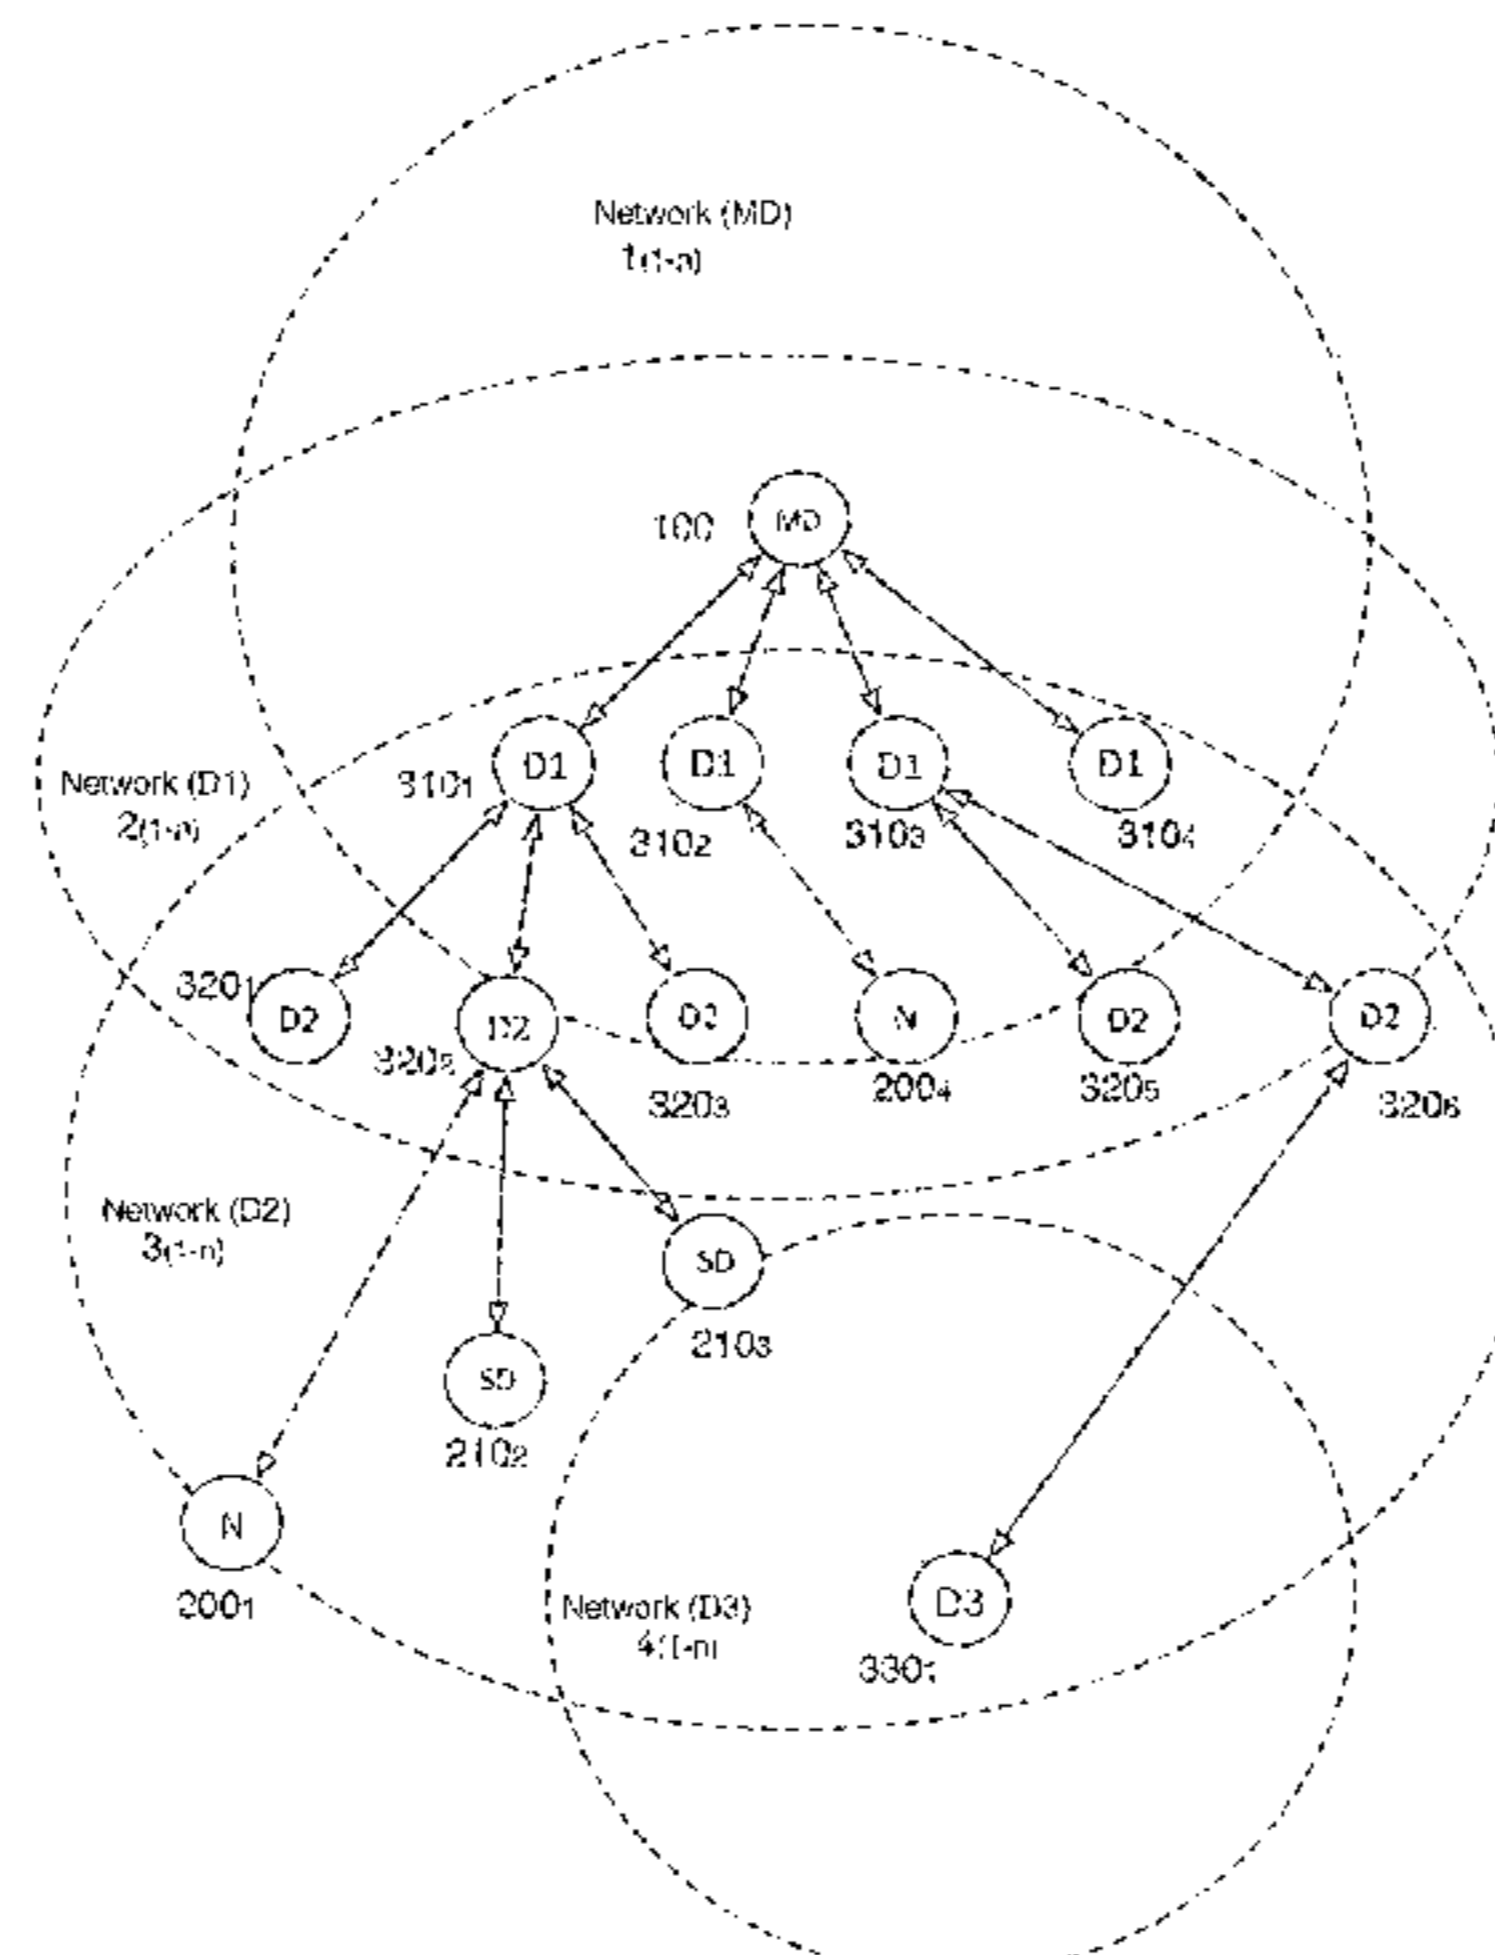 Network (MD)
1(1-n)
100
MD
Network (D1)
2(1-n)
3101
D1
D1
D1
D1
3102
3103
3104
3201
D2
D2
D2
N
D2
D2
3202
3203
2004
3205
3206
Network (D2)
3(1-n)
SD
2103
SD
2102
N
2001
Network (D3)
4(1-n)
D3
3301